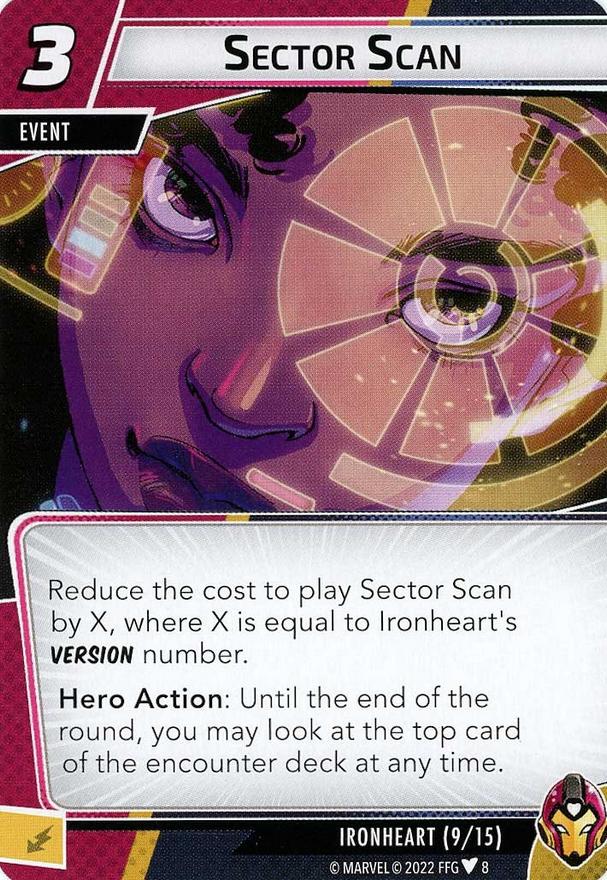 3
SECTOR SCAN
EVENT
Reduce the cost to play Sector Scan
by X, where X is equal to Ironheart's
VERSION number.
Hero Action: Until the end of the
round, you may look at the top card
of the encounter deck at any time.
IRONHEART (9/15)
© MARVEL © 2022 FFG 8